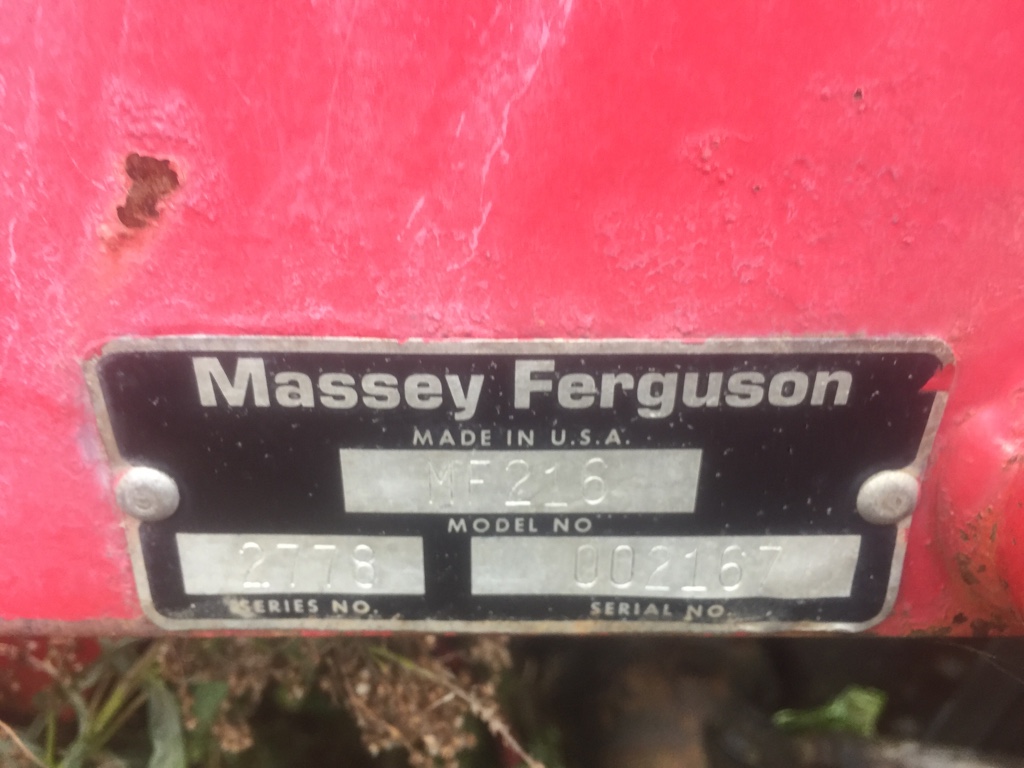 Massey Ferguson
MADE IN U.S.A.
MF216
MODEL NO
2778 002167
SERIES NO. SERIAL NO.